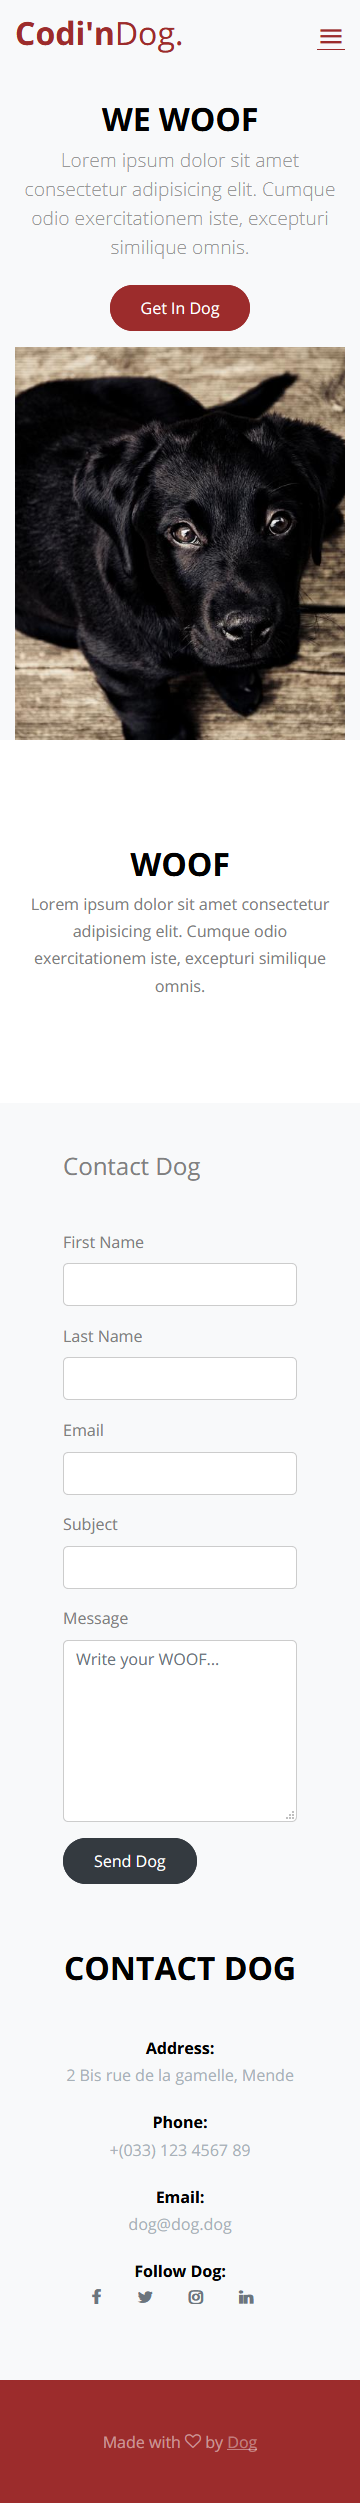 Codi'nDog.
WE WOOF
Lorem ipsum dolor sit amet
consectetur adipisicing elit. Cumque
odio exercitationem iste, excepturi
similique omnis.
Get In Dog
WOOF
Lorem ipsum dolor sit amet consectetur
adipisicing elit. Cumque odio
exercitationem iste, excepturi similique
omnis.
Contact Dog
First Name
Last Name
Email
Subject
Message
Write your WOOF...
Send Dog
CONTACT DOG
Address:
2 Bis rue de la gamelle, Mende
Phone:
+(033) 123 4567 89
Email:
dog@dog.dog
Follow Dog:
Made with ♡ by Dog